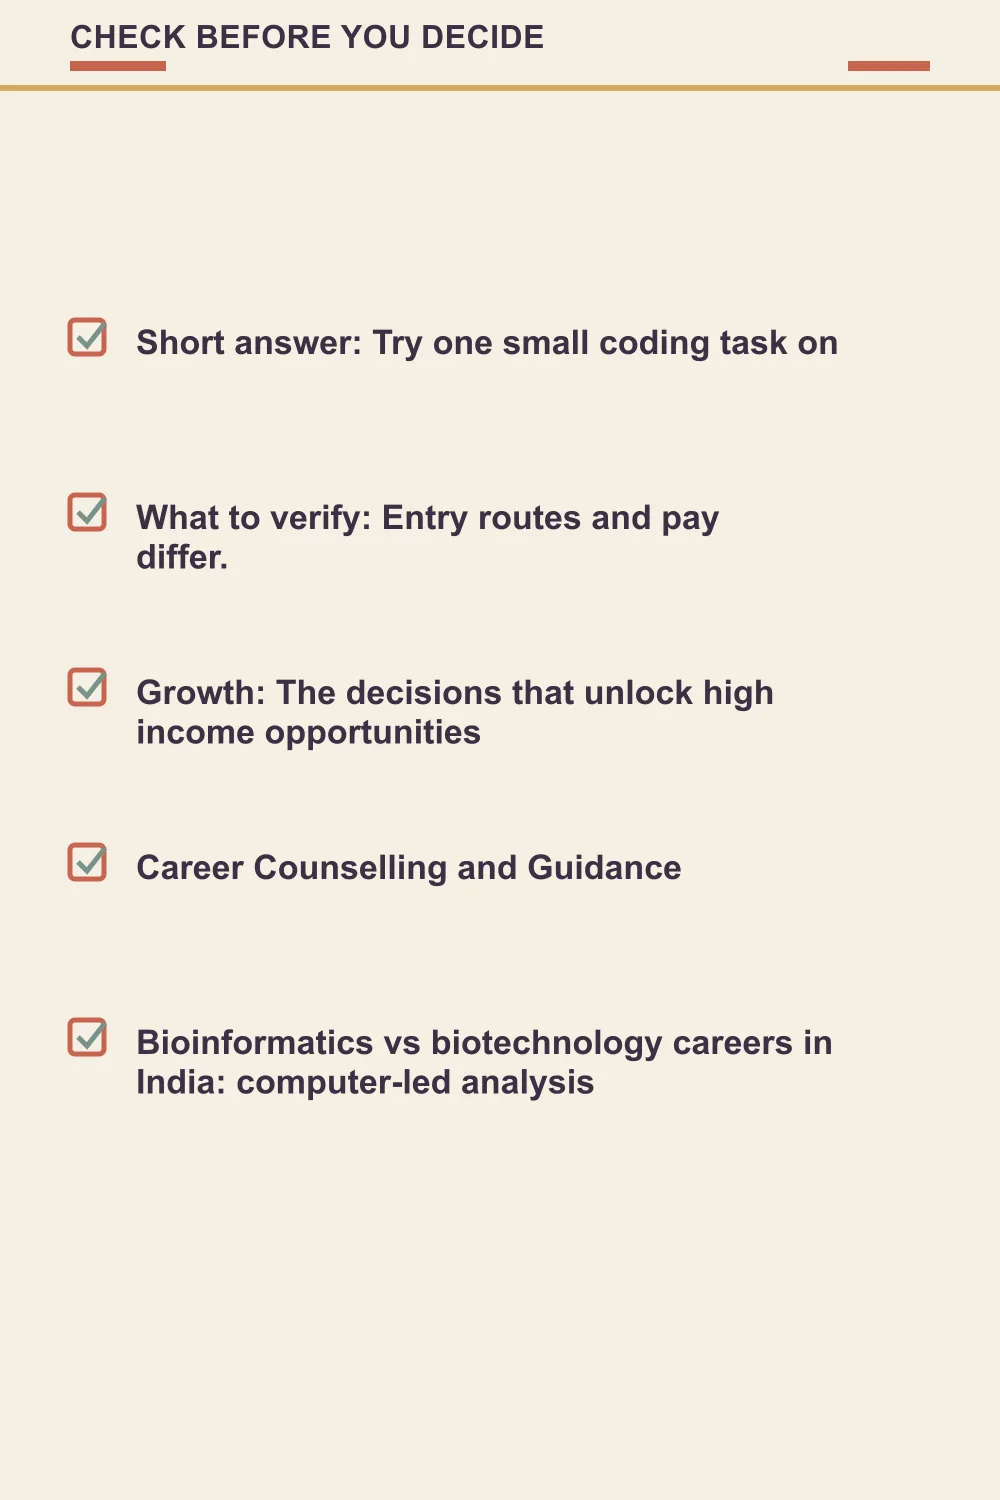 CHECK BEFORE YOU DECIDE
Short answer: Try one small coding task on
What to verify: Entry routes and pay
differ.
Growth: The decisions that unlock high
income opportunities
Career Counselling and Guidance
Bioinformatics vs biotechnology careers in
India: computer-led analysis